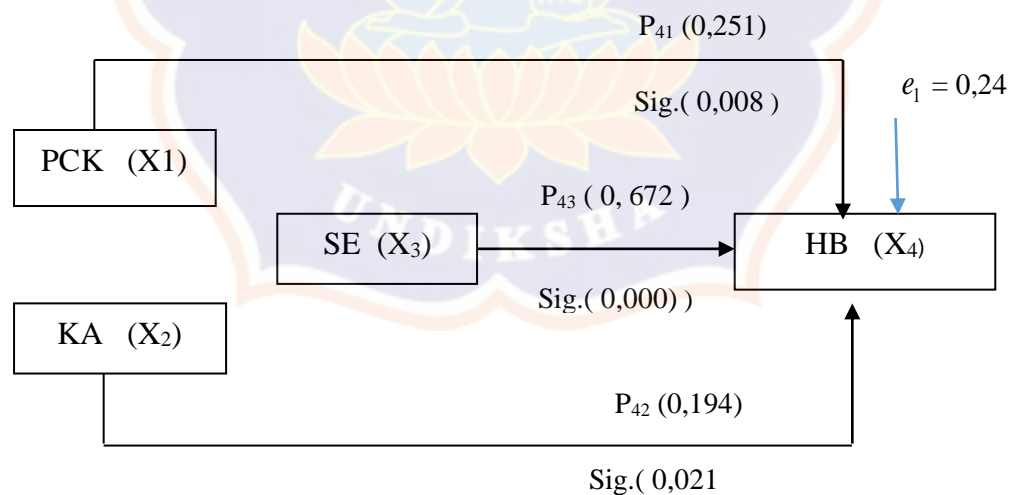 P₄₁ (0,251)
e₁ = 0,24
Sig.( 0,008 )
PCK (X1)
P₄₃ ( 0, 672 )
UNDIKSHA
SE (X₃)
HB (X₄)
Sig.( 0,000) )
KA (X₂)
P₄₂ (0,194)
Sig.( 0,021